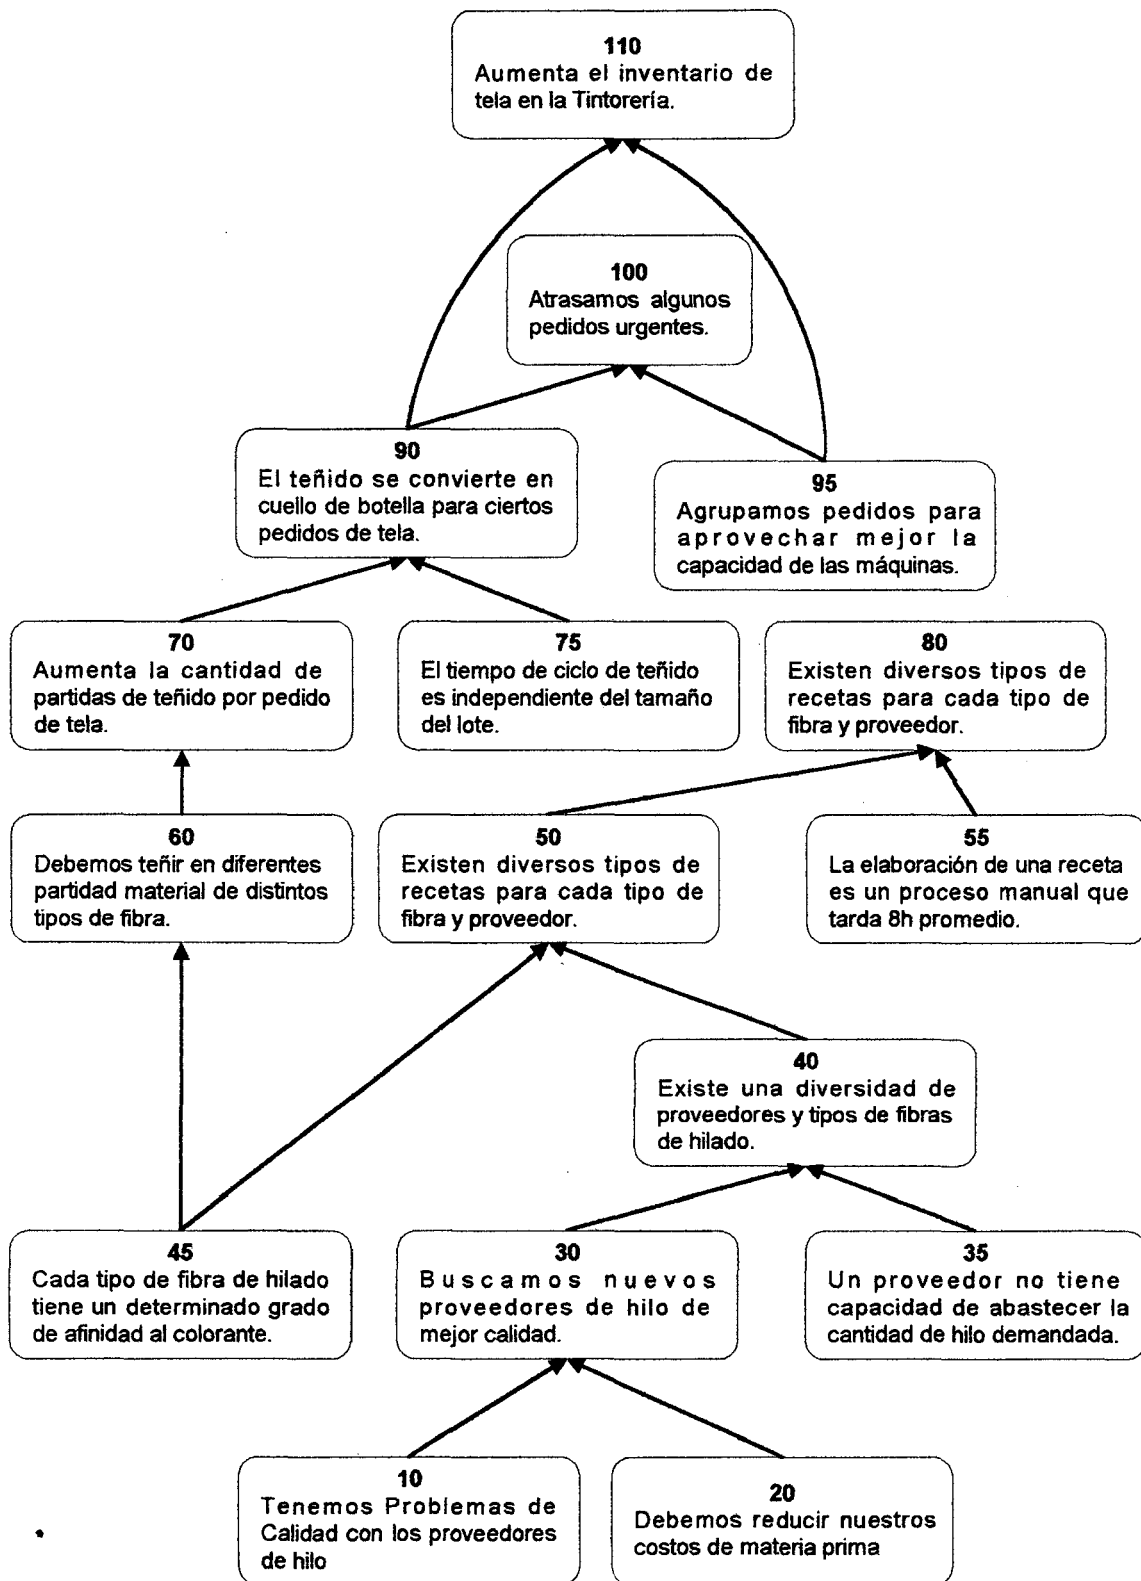 110
Aumenta el inventario de
tela en la Tintorería.
100
Atrasamos algunos
pedidos urgentes.
90
El teñido se convierte en
cuello de botella para ciertos
pedidos de tela.
95
Agrupamos pedidos para
aprovechar mejor la
capacidad de las máquinas.
70
Aumenta la cantidad de
partidas de teñido por pedido
de tela.
75
El tiempo de ciclo de teñido
es independiente del tamaño
del lote.
80
Existen diversos tipos de
recetas para cada tipo de
fibra y proveedor.
60
Debemos teñir en diferentes
partidad material de distintos
tipos de fibra.
50
Existen diversos tipos de
recetas para cada tipo de
fibra y proveedor.
55
La elaboración de una receta
es un proceso manual que
tarda 8h promedio.
40
Existe una diversidad de
proveedores y tipos de fibras
de hilado.
45
Cada tipo de fibra de hilado
tiene un determinado grado
de afinidad al colorante.
30
Buscamos nuevos
proveedores de hilo de
mejor calidad.
35
Un proveedor no tiene
capacidad de abastecer la
cantidad de hilo demandada.
10
Tenemos Problemas de
Calidad con los proveedores
de hilo
20
Debemos reducir nuestros
costos de materia prima